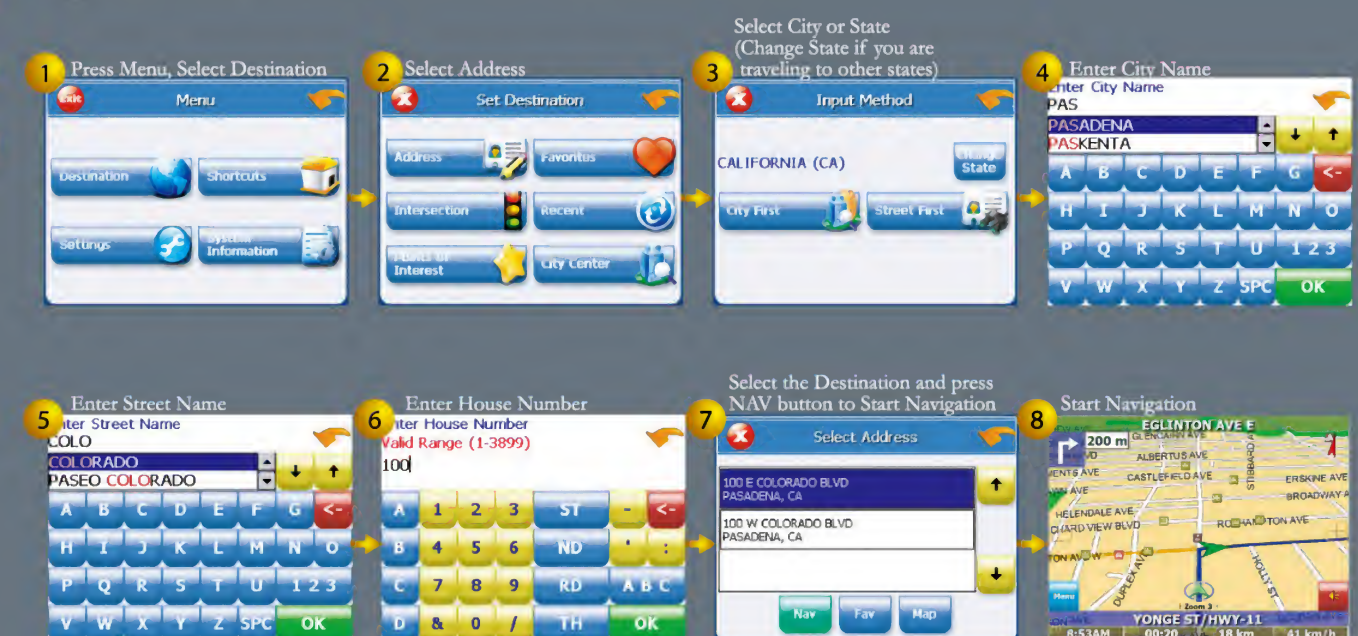 1 Press Menu, Select Destination
Exit Menu
Destination Shortcuts
Settings System Information
2 Select Address
Set Destination
Address Favorites
Intersection Recent
Points of Interest City Center
Select City or State
(Change State if you are
3 traveling to other states)
Input Method
CALIFORNIA (CA) State
City First Street First
4 Enter City Name
Enter City Name
PAS
PASADENA
PASKENTA
A B C D E F G <-
H I J K L M N O
P Q R S T U 1 2 3
V W X Y Z SPC OK
5 Enter Street Name
Enter Street Name
COLO
COLORADO
PASEO COLORADO
A B C D E F G <-
H I J K L M N O
P Q R S T U 1 2 3
V W X Y Z SPC OK
6 Enter House Number
Enter House Number
Valid Range (1-3899)
100
A 1 2 3 ST - <-
B 4 5 6 ND ' :
C 7 8 9 RD A B C
D & 0 / TH OK
Select the Destination and press
7 NAV button to Start Navigation
Select Address
100 E COLORADO BLVD
PASADENA, CA
100 W COLORADO BLVD
PASADENA, CA
Nav Fav Map
8 Start Navigation
EGLINTON AVE E
200 m GLENCAIRN AVE
ALBERTUS AVE
CASTLEFIELD AVE
ERSKINE AVE
BROADWAY A
HELENDALE AVE
CHARD VIEW BLVD
DUPLEX AV
HOLLY ST
Menu
Zoom 3
YONGE ST/HWY-11
8:53AM 00:20 18 km 41 km/h